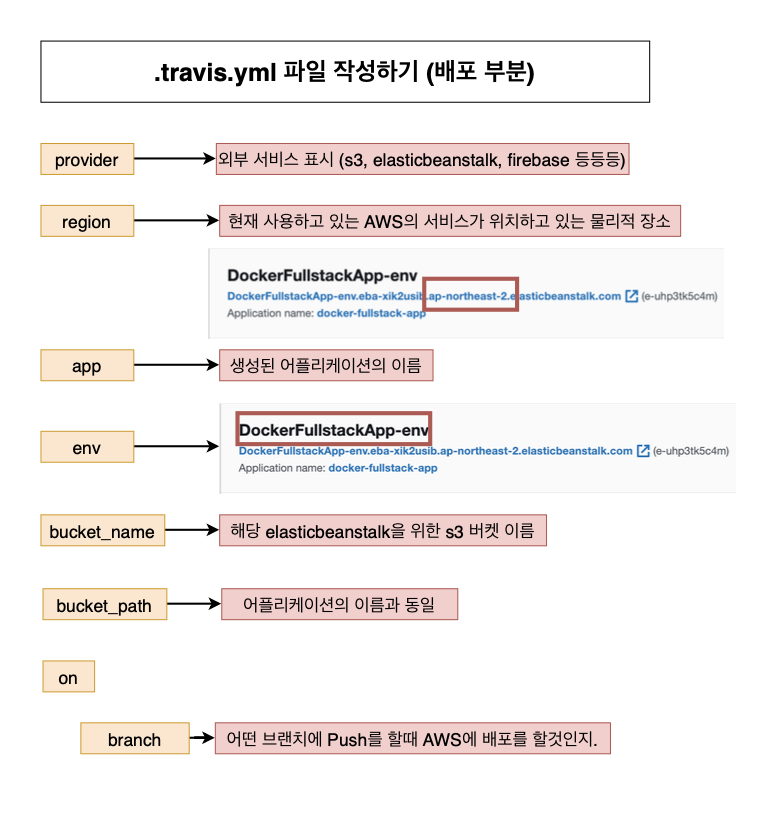 .travis.yml 파일 작성하기 (배포 부분)
provider
외부 서비스 표시 (s3, elasticbeanstalk, firebase 등등등)
region
현재 사용하고 있는 AWS의 서비스가 위치하고 있는 물리적 장소
DockerFullstackApp-env
DockerFullstackApp-env.eba-xik2usib.ap-northeast-2.elasticbeanstalk.com (e-uhp3tk5c4m)
Application name: docker-fullstack-app
app
생성된 어플리케이션의 이름
env
DockerFullstackApp-env
DockerFullstackApp-env.eba-xik2usib.ap-northeast-2.elasticbeanstalk.com (e-uhp3tk5c4m)
Application name: docker-fullstack-app
bucket_name
해당 elasticbeanstalk을 위한 s3 버켓 이름
bucket_path
어플리케이션의 이름과 동일
on
branch
어떤 브랜치에 Push를 할때 AWS에 배포를 할것인지.